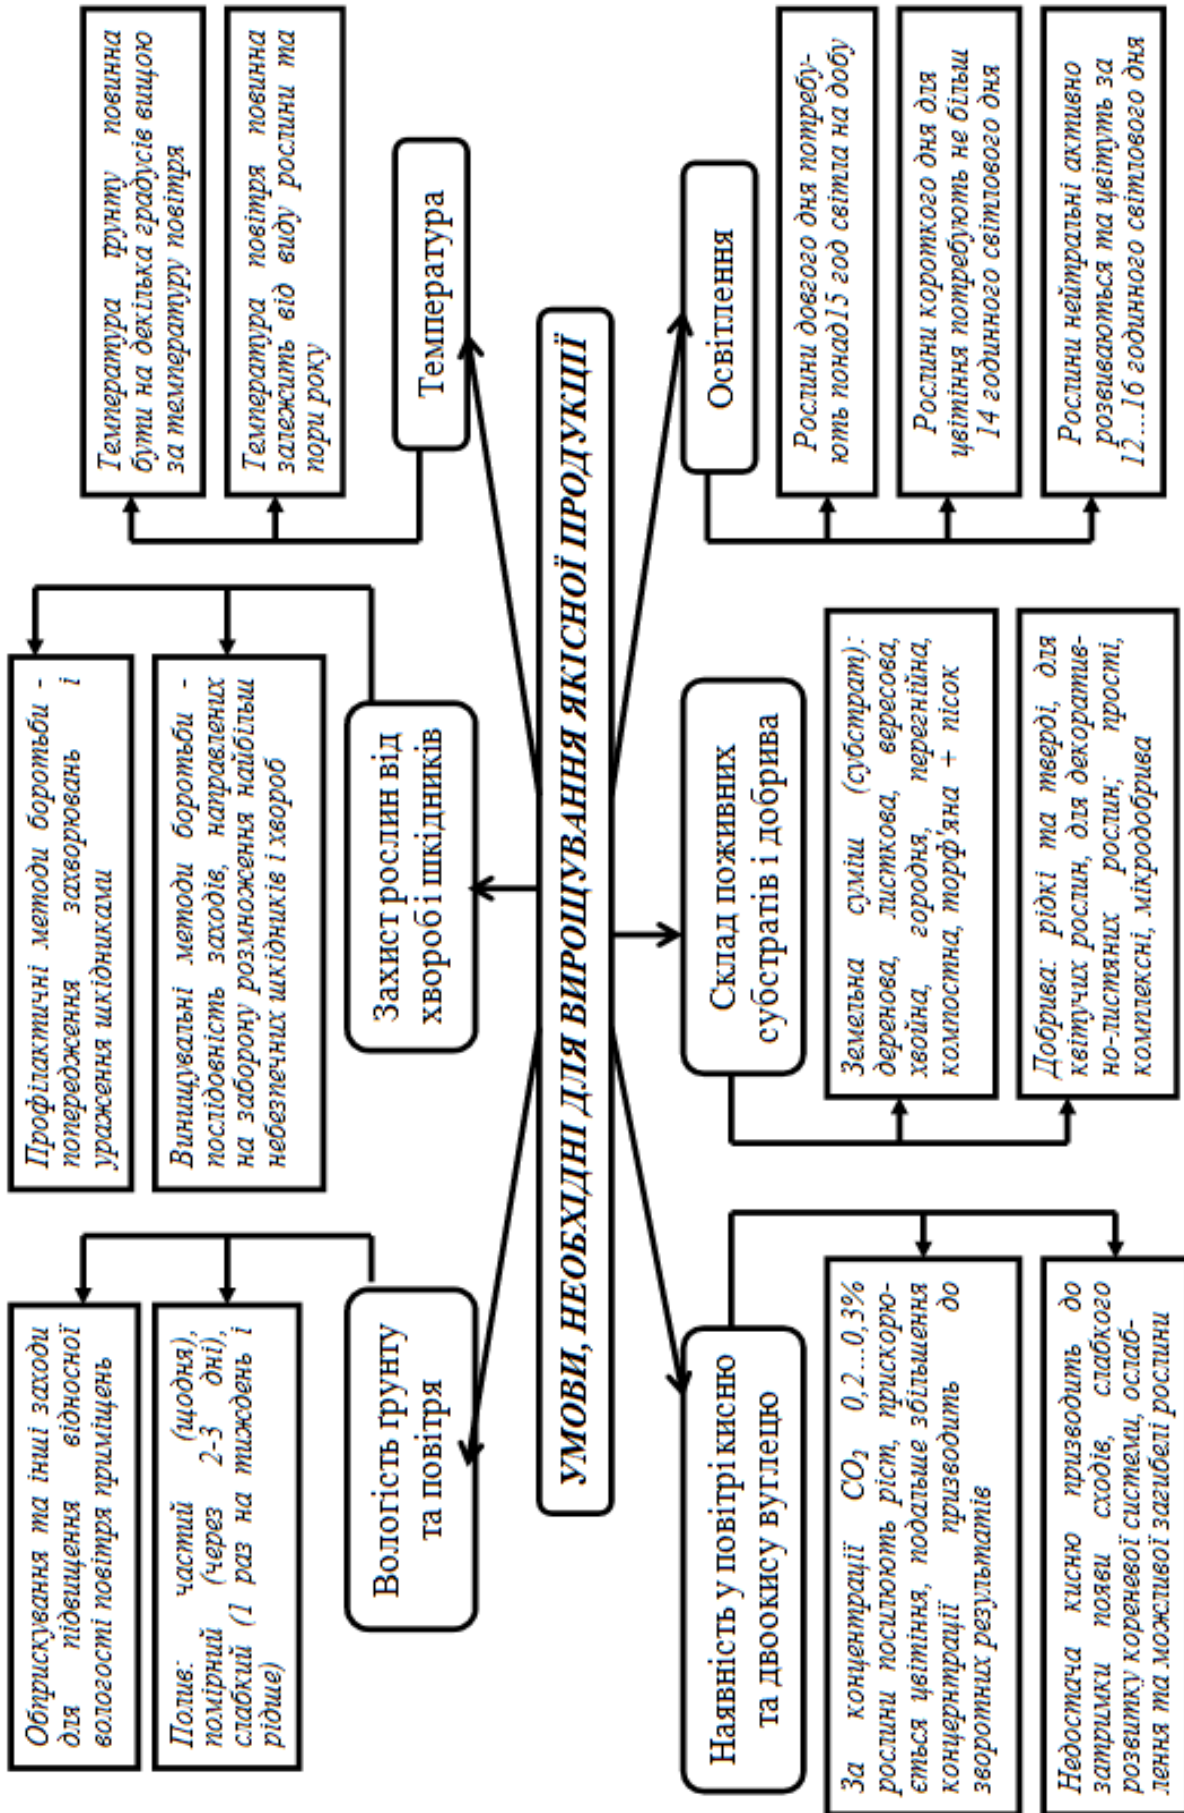 Обприскування та інші заходи
для підвищення відносної
вологості повітря приміщень
Полив: частий (щодня),
помірний (через 2-3 дні),
слабкий (1 раз на тиждень і
рідше)
Вологість ґрунту
та повітря
Профілактичні методи боротьби -
попередження захворювань і
ураження шкідниками
Винищувальні методи боротьби -
послідовність заходів, направлених
на заборону розмноження найбільш
небезпечних шкідників і хвороб
Захист рослин від
хвороб і шкідників
Температура ґрунту повинна
бути на декілька градусів вищою
за температуру повітря
Температура повітря повинна
залежить від виду рослини та
пори року
Температура
УМОВИ, НЕОБХІДНІ ДЛЯ ВИРОЩУВАННЯ ЯКІСНОЇ ПРОДУКЦІЇ
Наявність у повітрі кисню
та двоокису вуглецю
За концентрації CO₂ 0,2...0,3%
рослини посилюють ріст, прискорю-
ється цвітіння, подальше збільшення
концернтрації призводить до
зворотних результатів
Недостача кисню призводить до
затримки появи сходів, слабкого
розвитку кореневої системи, ослаб-
лення та можливої загибелі рослини
Склад поживних
субстратів і добрива
Земельна суміш (субстрат):
деренова, листкова, вересова,
хвойна, городня, перегнійна,
компостна, торф'яна + пісок
Добрива: рідкі та тверді, для
квітучих рослин, для декоратив-
но-листяних рослин; прості,
комплексні, мікродобрива
Освітлення
Рослини довгого дня потребу-
ють понад15 год світла на добу
Рослини короткого дня для
цвітіння потребують не більш
14 годинного світлового дня
Рослини нейтральні активно
розвиваються та цвітуть за
12...16 годинного світлового дня